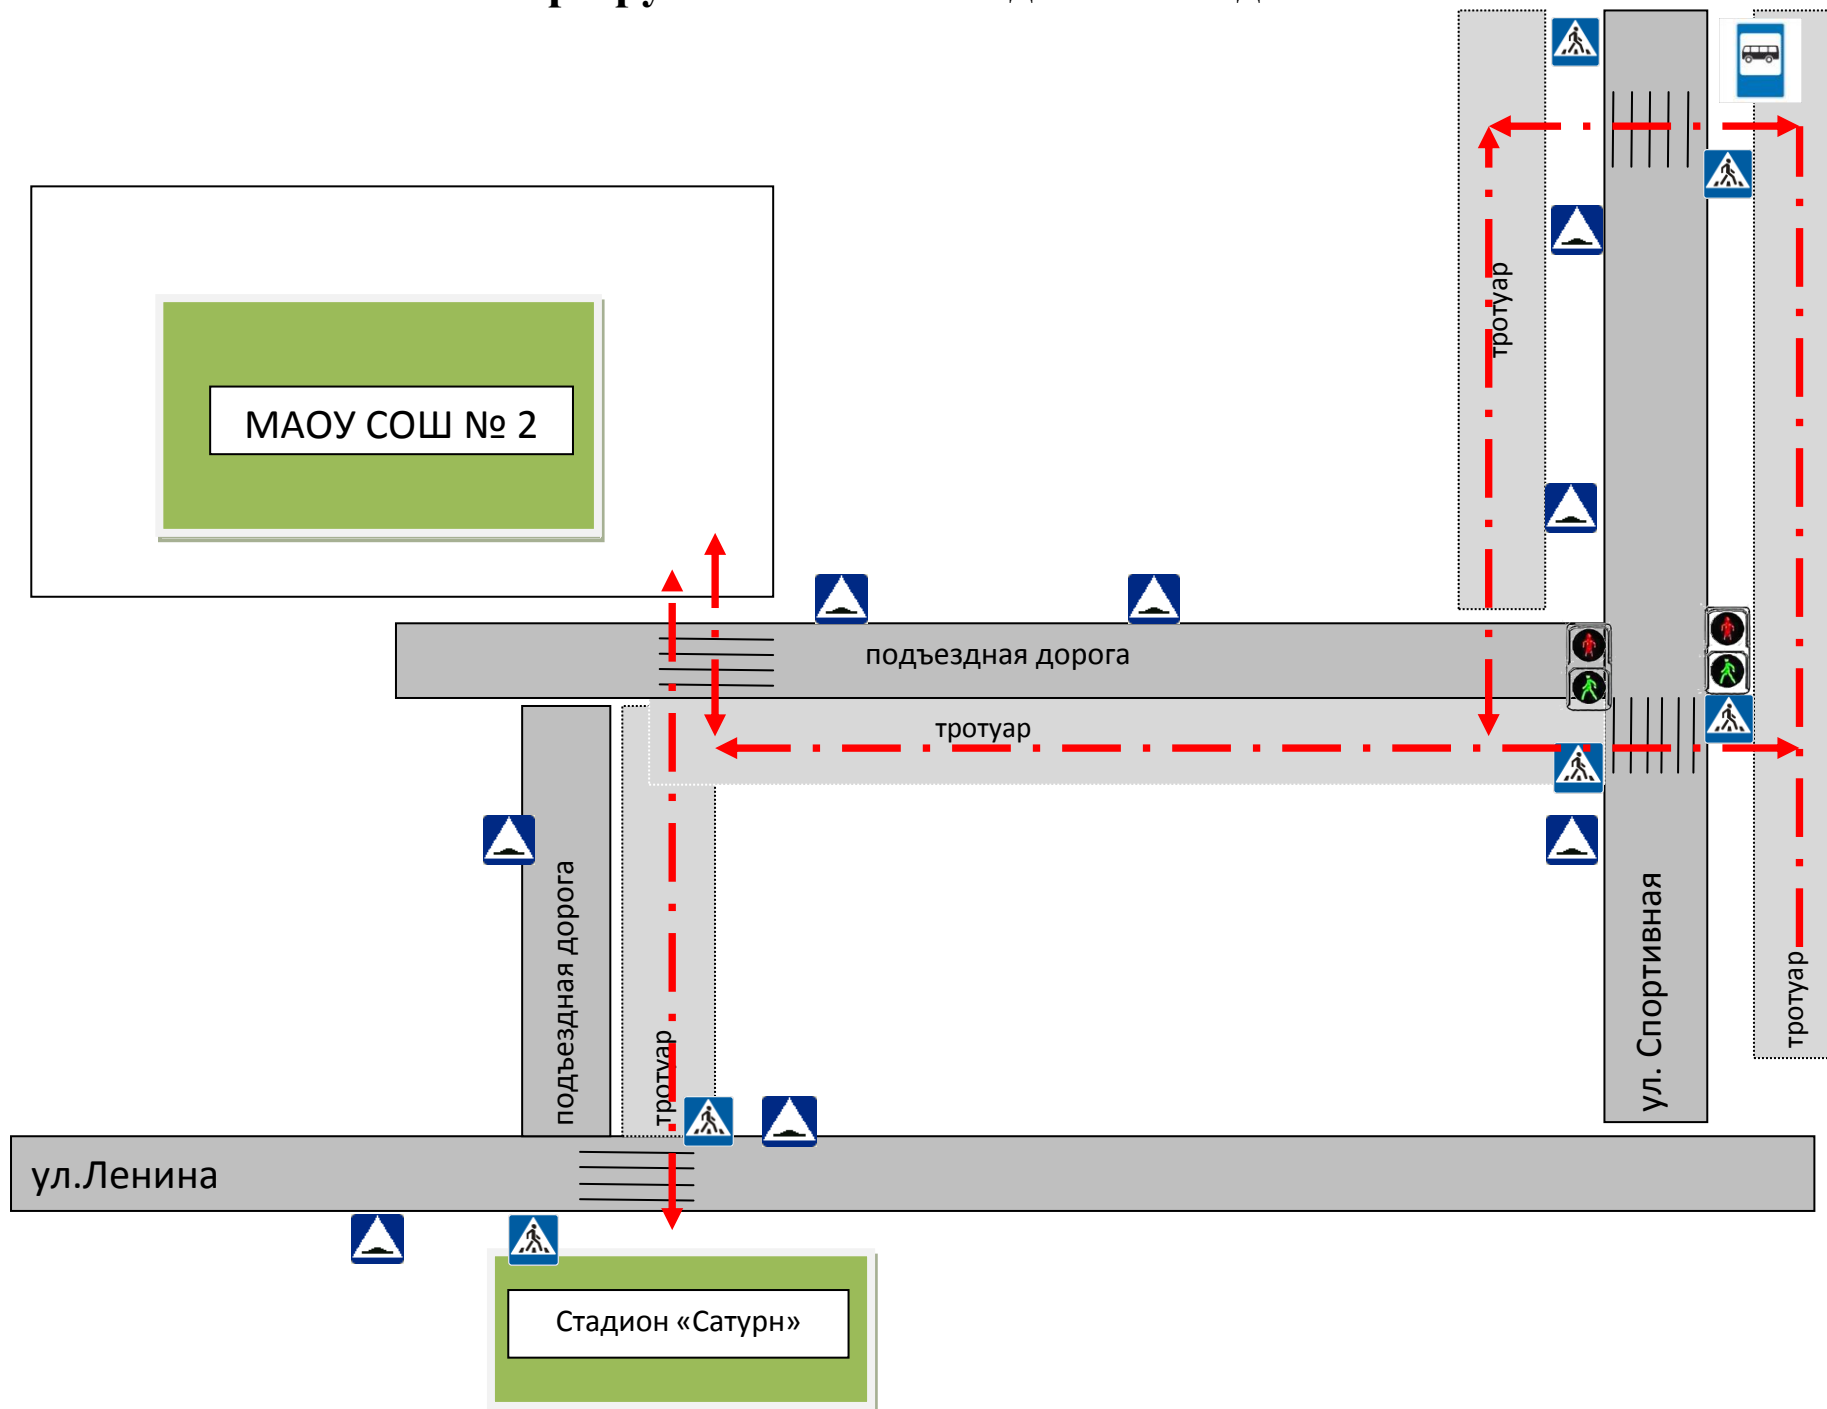 тротуар
МАОУ СОШ № 2
подъездная дорога
тротуар
подъездная дорога
тротуар
ул. Спортивная
тротуар
ул.Ленина
Стадион «Сатурн»